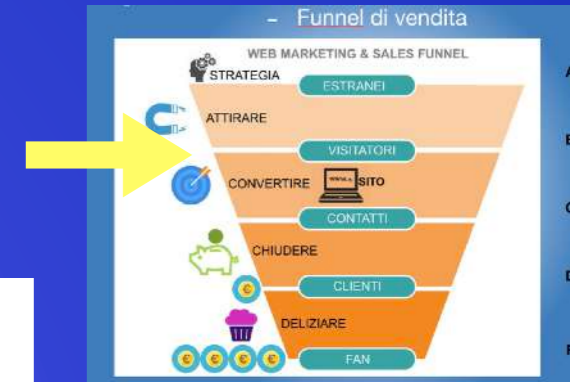 - Funnel di vendita
WEB MARKETING & SALES FUNNEL
STRATEGIA
ESTRANEI
ATTIRARE
VISITATORI
CONVERTIRE
SITO
CONTATTI
CHIUDERE
CLIENTI
DELIZIARE
FAN